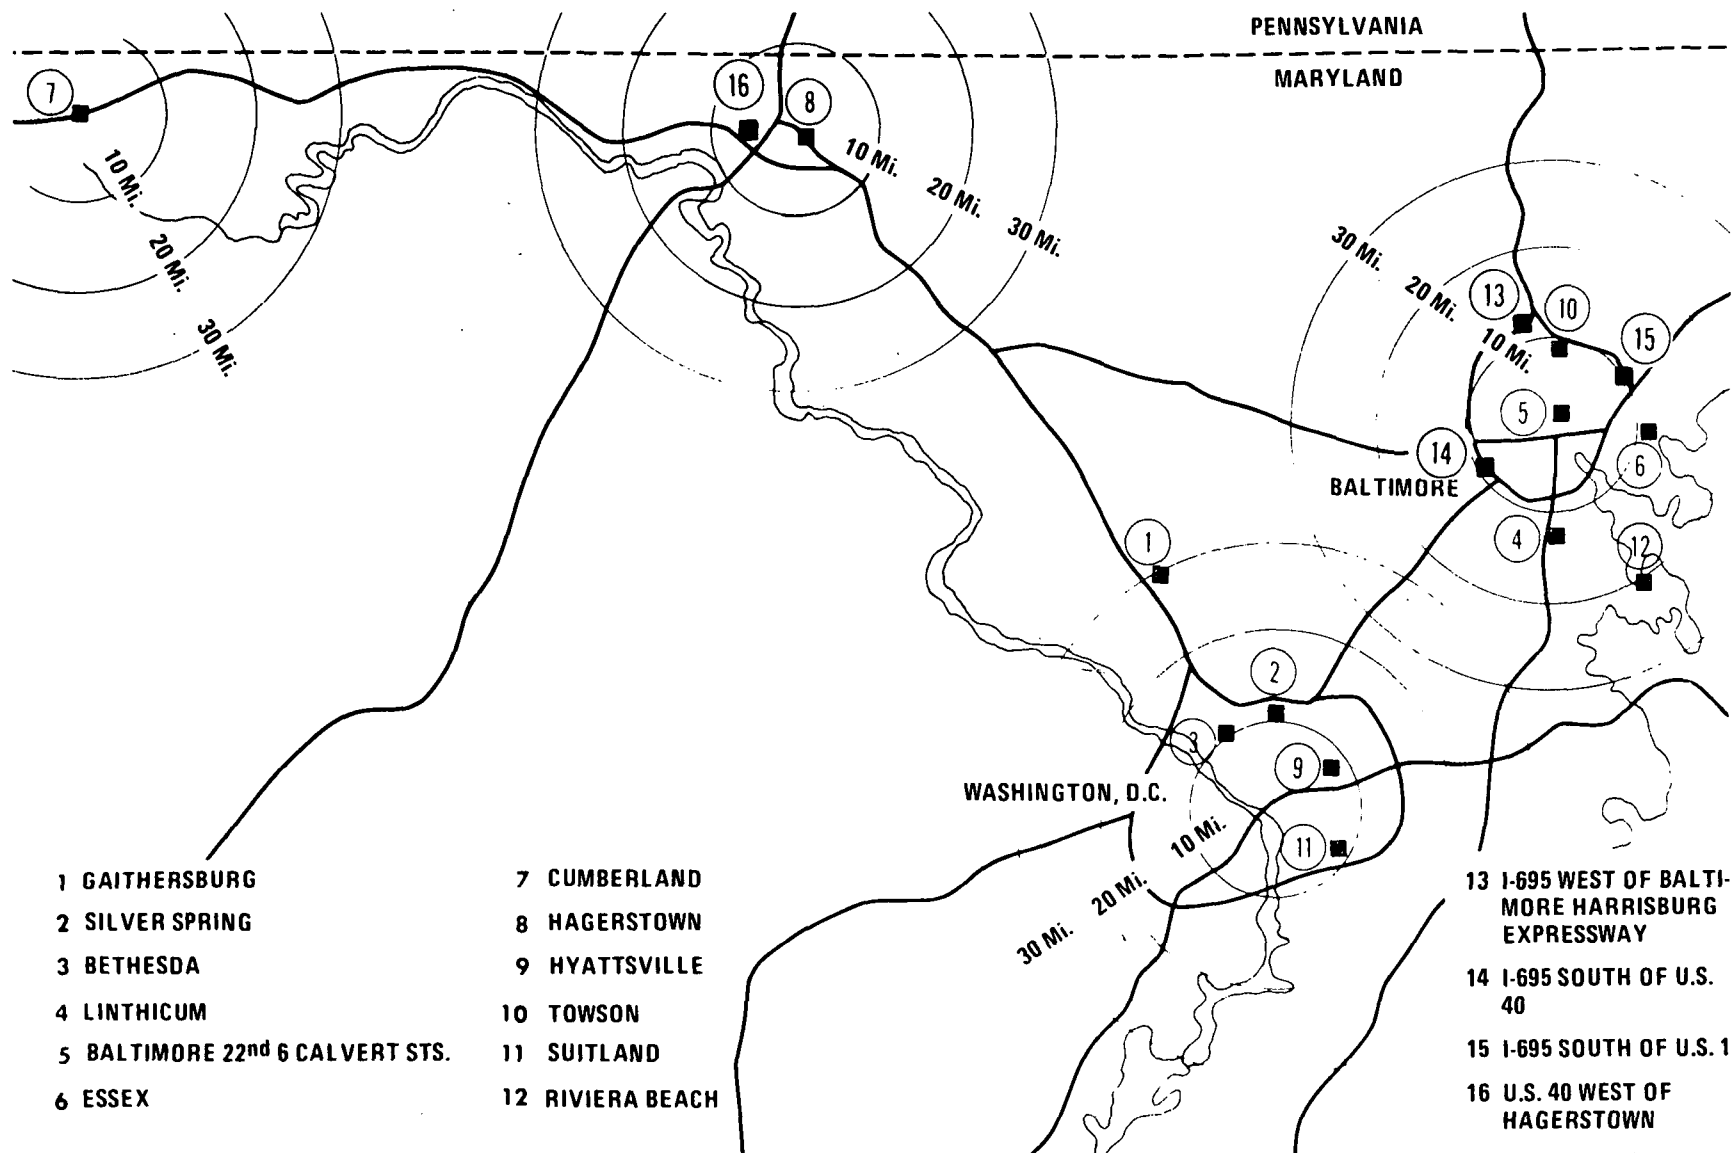 PENNSYLVANIA
MARYLAND
7
16
8
10 Mi.
20 Mi.
30 Mi.
10 Mi.
20 Mi.
30 Mi.
30 Mi.
20 Mi.
10 Mi.
13
10
15
5
14
6
BALTIMORE
4
12
1
2
3
9
WASHINGTON, D.C.
11
10 Mi.
20 Mi.
30 Mi.
1 GAITHERSBURG
2 SILVER SPRING
3 BETHESDA
4 LINTHICUM
5 BALTIMORE 22nd 6 CALVERT STS.
6 ESSEX
7 CUMBERLAND
8 HAGERSTOWN
9 HYATTSVILLE
10 TOWSON
11 SUITLAND
12 RIVIERA BEACH
13 I-695 WEST OF BALTI-
MORE HARRISBURG
EXPRESSWAY
14 I-695 SOUTH OF U.S.
40
15 I-695 SOUTH OF U.S. 1
16 U.S. 40 WEST OF
HAGERSTOWN